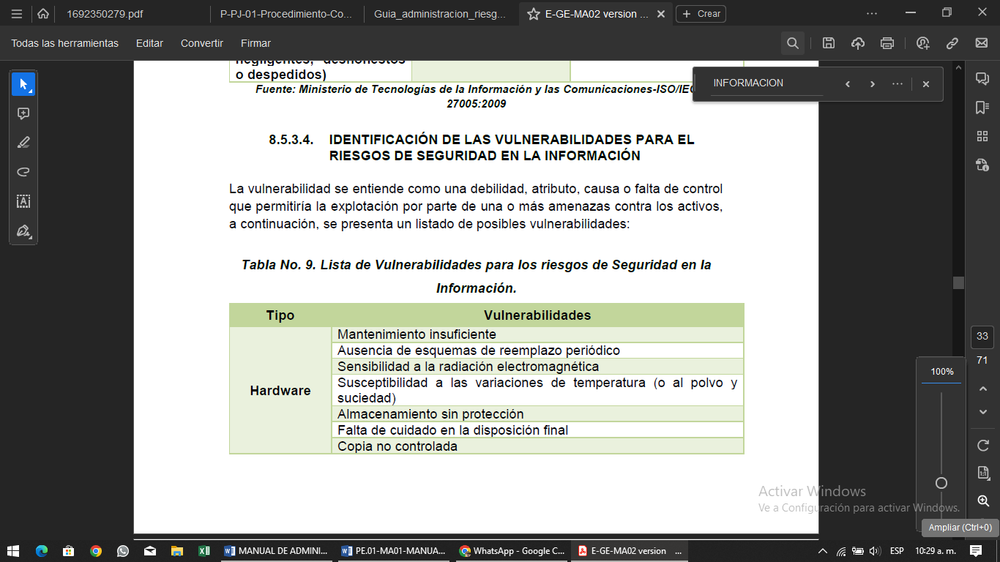 1692350279.pdf
P-PJ-01-Procedimiento-Co...
Guia_administracion_riesg...
E-GE-MA02 version ...
Crear
Todas las herramientas
Editar
Convertir
Firmar
INFORMACION
negligentes, deshonestos
o despedidos)
Fuente: Ministerio de Tecnologías de la Información y las Comunicaciones-ISO/IEC
27005:2009
8.5.3.4. IDENTIFICACIÓN DE LAS VULNERABILIDADES PARA EL
RIESGOS DE SEGURIDAD EN LA INFORMACIÓN
La vulnerabilidad se entiende como una debilidad, atributo, causa o falta de control
que permitiría la explotación por parte de una o más amenazas contra los activos,
a continuación, se presenta un listado de posibles vulnerabilidades:
Tabla No. 9. Lista de Vulnerabilidades para los riesgos de Seguridad en la
Información.
Tipo
Vulnerabilidades
Hardware
Mantenimiento insuficiente
Ausencia de esquemas de reemplazo periódico
Sensibilidad a la radiación electromagnética
Susceptibilidad a las variaciones de temperatura (o al polvo y
suciedad)
Almacenamiento sin protección
Falta de cuidado en la disposición final
Copia no controlada
33
71
100%
Activar Windows
Ve a Configuración para activar Windows.
Ampliar (Ctrl+0)
MANUAL DE ADMINI...
PE.01-MA01-MANUA...
WhatsApp - Google C...
E-GE-MA02 version ...
ESP
10:29 a. m.